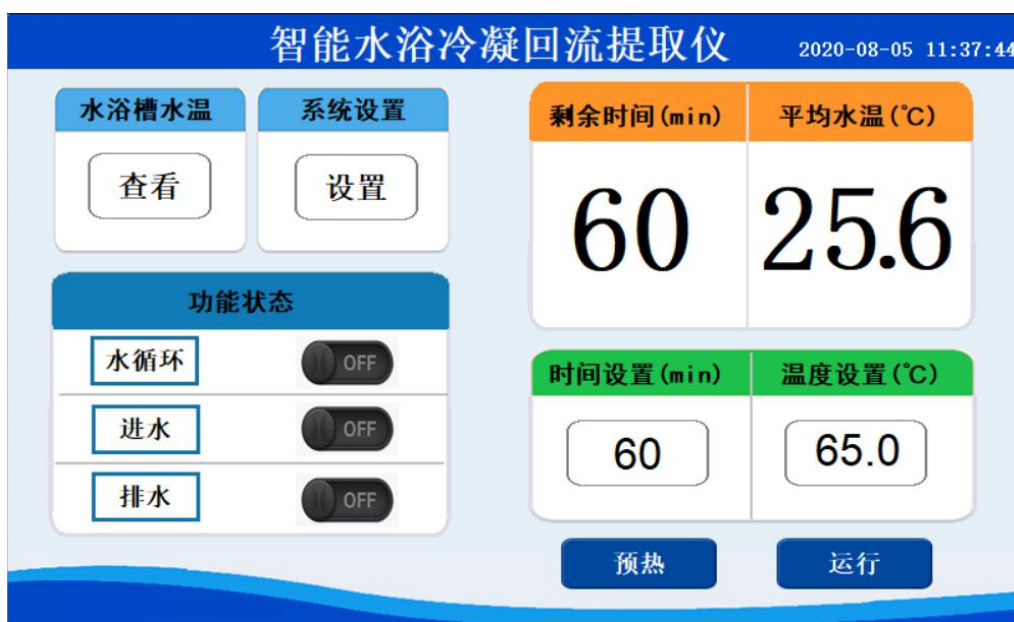 智能水浴冷凝回流提取仪 2020-08-05 11:37:44
水浴槽水温 系统设置
查看 设置
剩余时间(min) 平均水温(℃)
60 25.6
功能状态
水循环 OFF
进水 OFF
排水 OFF
时间设置(min) 温度设置(℃)
60 65.0
预热 运行